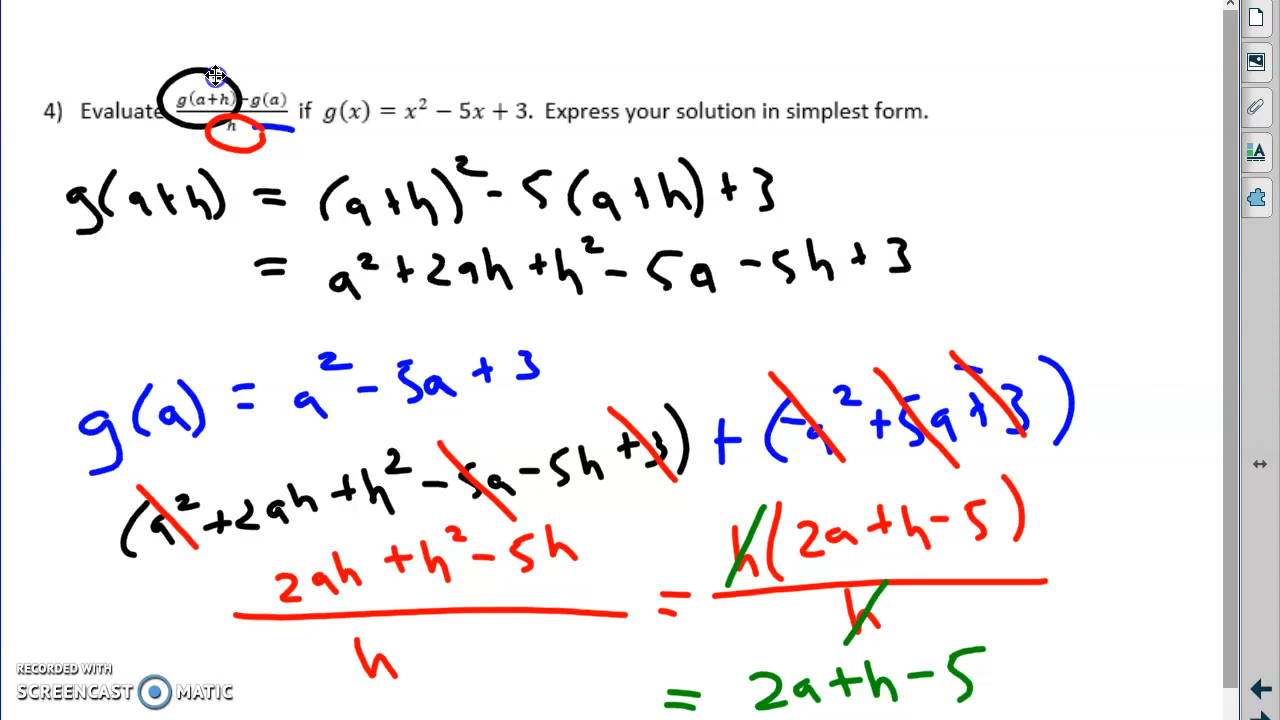 4) Evaluate g(a+h)-g(a)/h if g(x) = x² − 5x + 3. Express your solution in simplest form.
g(a+h) = (a+h)² - 5(a+h)+3
= a²+2ah+h²-5a-5h+3
g(a) = a²-5a+3
(a²+2ah+h²-5a-5h+3) + (-a²+5a-3)
2ah+h²-5h/h = h(2a+h-5)/h
= 2a+h-5
RECORDED WITH
SCREENCAST MATIC